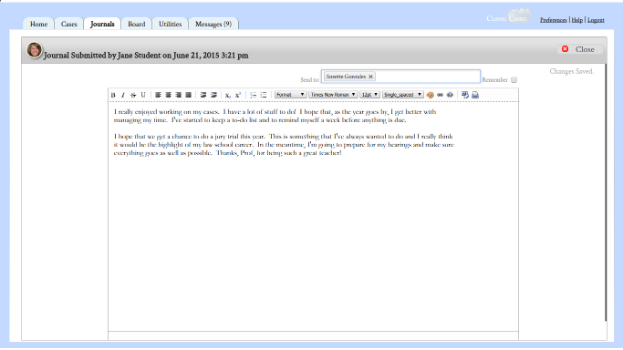 Home Cases Journals Board Utilities Messages (9)
Clinic Cases
Preferences | Help | Logout
Journal Submitted by Jane Student on June 21, 2015 3:21 pm
Close
Changes Saved.
Send to: Sonette Gonzales × Remember
B I S U Format Times New Roman 12pt Single_spaced
I really enjoyed working on my cases. I have a lot of stuff to do! I hope that, as the year goes by, I get better with
managing my time. I've started to keep a to-do list and to remind myself a week before anything is due.
I hope that we get a chance to do a jury trial this year. This is something that I've always wanted to do and I really think
it would be the highlight of my law school career. In the meantime, I'm going to prepare for my hearings and make sure
everything goes as well as possible. Thanks, Prof, for being such a great teacher!